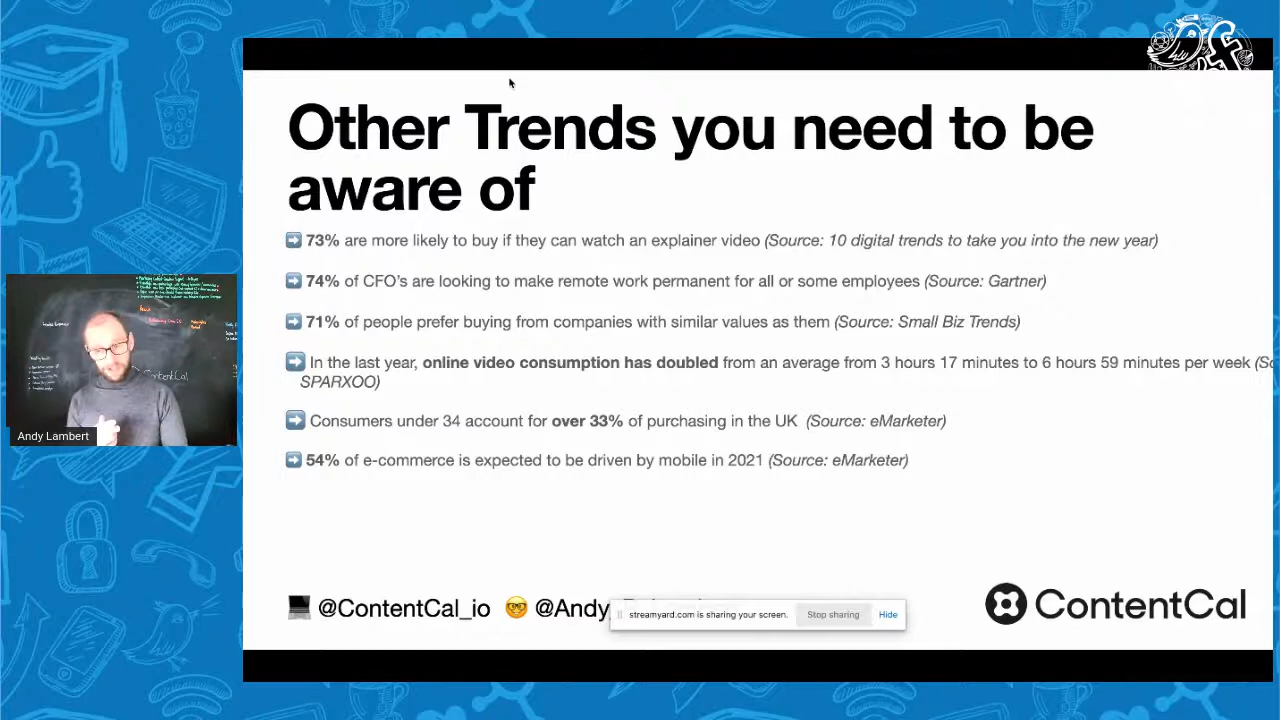 Other Trends you need to be
aware of
73% are more likely to buy if they can watch an explainer video (Source: 10 digital trends to take you into the new year)
74% of CFO's are looking to make remote work permanent for all or some employees (Source: Gartner)
71% of people prefer buying from companies with similar values as them (Source: Small Biz Trends)
In the last year, online video consumption has doubled from an average from 3 hours 17 minutes to 6 hours 59 minutes per week
SPARXOO)
Consumers under 34 account for over 33% of purchasing in the UK (Source: eMarketer)
54% of e-commerce is expected to be driven by mobile in 2021 (Source: eMarketer)
ContentCal
Andy Lambert
@ContentCal_io @Andy
streamyard.com is sharing your screen. Stop sharing Hide
ContentCal